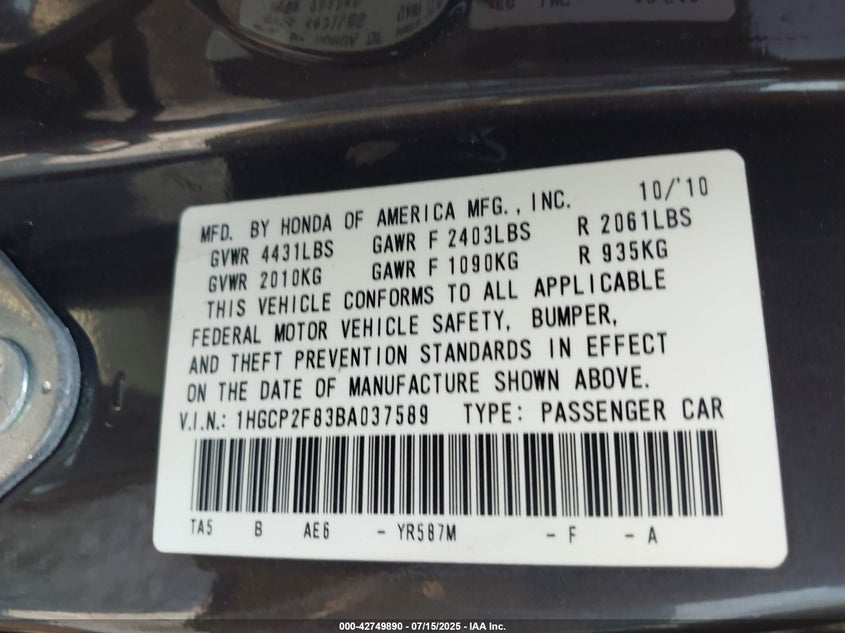 MFD. BY HONDA OF AMERICA MFG., INC. 10/'10
GVWR 4431LBS GAWR F 2403LBS R 2061LBS
GVWR 2010KG GAWR F 1090KG R 935KG
THIS VEHICLE CONFORMS TO ALL APPLICABLE
FEDERAL MOTOR VEHICLE SAFETY, BUMPER,
AND THEFT PREVENTION STANDARDS IN EFFECT
ON THE DATE OF MANUFACTURE SHOWN ABOVE.
V.I.N.: 1HGCP2F83BA037589 TYPE: PASSENGER CAR
TA5 B AE6 - YR587M - F - A
000-42749890 - 07/15/2025 - IAA Inc.